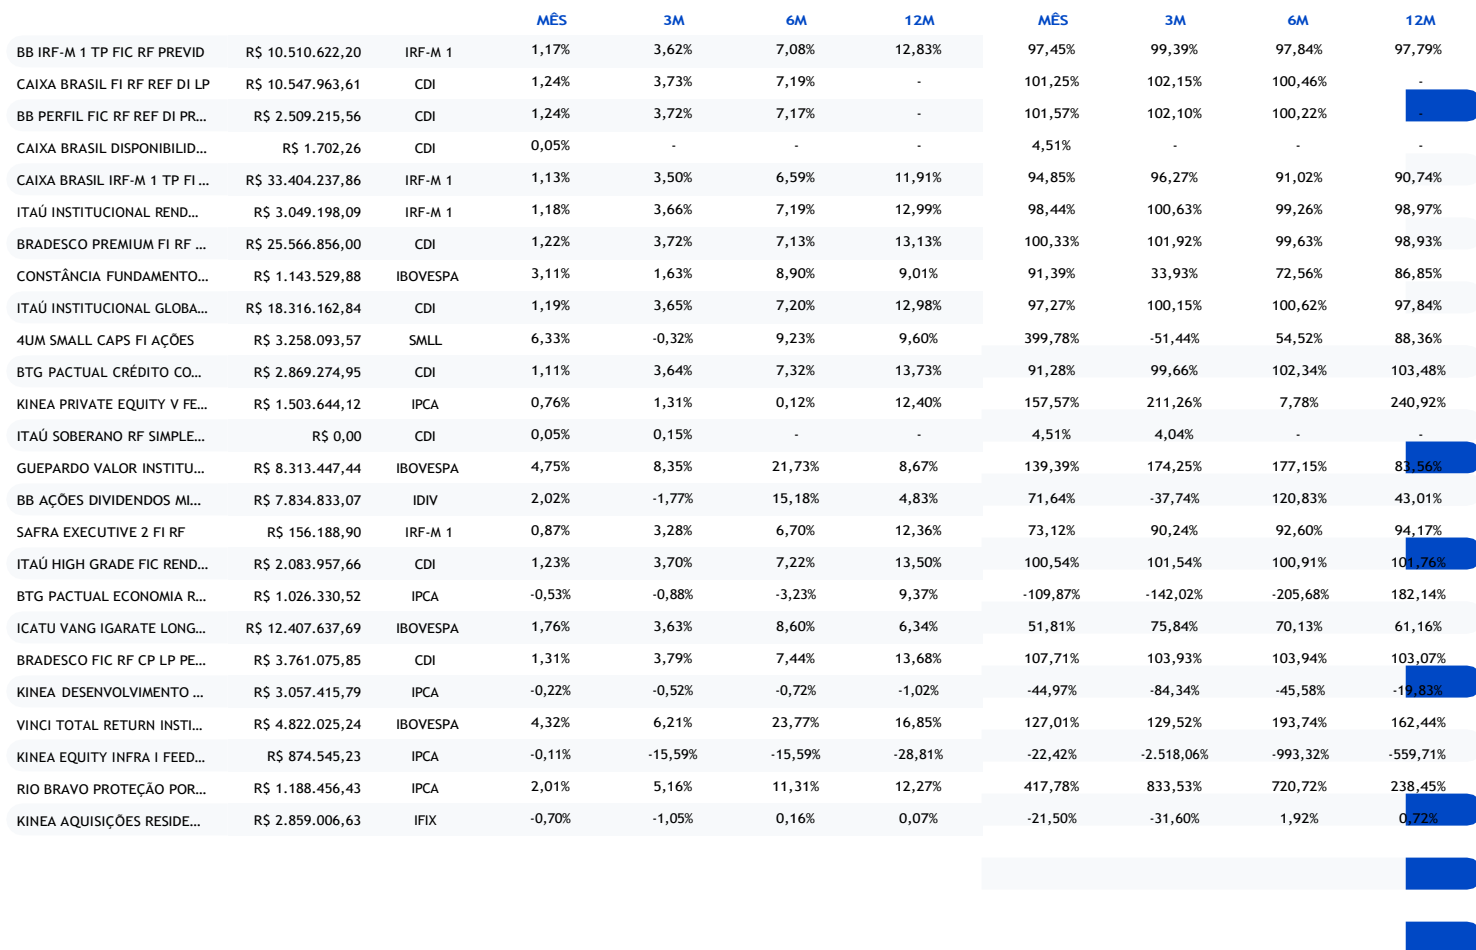 MÊS 3M 6M 12M MÊS 3M 6M 12M
BB IRF-M 1 TP FIC RF PREVID R$ 10.510.622,20 IRF-M 1 1,17% 3,62% 7,08% 12,83% 97,45% 99,39% 97,84% 97,79%
CAIXA BRASIL FI RF REF DI LP R$ 10.547.963,61 CDI 1,24% 3,73% 7,19% - 101,25% 102,15% 100,46% -
BB PERFIL FIC RF REF DI PR... R$ 2.509.215,56 CDI 1,24% 3,72% 7,17% - 101,57% 102,10% 100,22% -
CAIXA BRASIL DISPONIBILID... R$ 1.702,26 CDI 0,05% - - - 4,51% - - -
CAIXA BRASIL IRF-M 1 TP FI ... R$ 33.404.237,86 IRF-M 1 1,13% 3,50% 6,59% 11,91% 94,85% 96,27% 91,02% 90,74%
ITAÚ INSTITUCIONAL REND... R$ 3.049.198,09 IRF-M 1 1,18% 3,66% 7,19% 12,99% 98,44% 100,63% 99,26% 98,97%
BRADESCO PREMIUM FI RF ... R$ 25.566.856,00 CDI 1,22% 3,72% 7,13% 13,13% 100,33% 101,92% 99,63% 98,93%
CONSTÂNCIA FUNDAMENTO... R$ 1.143.529,88 IBOVESPA 3,11% 1,63% 8,90% 9,01% 91,39% 33,93% 72,56% 86,85%
ITAÚ INSTITUCIONAL GLOBA... R$ 18.316.162,84 CDI 1,19% 3,65% 7,20% 12,98% 97,27% 100,15% 100,62% 97,84%
4UM SMALL CAPS FI AÇÕES R$ 3.258.093,57 SMLL 6,33% -0,32% 9,23% 9,60% 399,78% -51,44% 54,52% 88,36%
BTG PACTUAL CRÉDITO CO... R$ 2.869.274,95 CDI 1,11% 3,64% 7,32% 13,73% 91,28% 99,66% 102,34% 103,48%
KINEA PRIVATE EQUITY V FE... R$ 1.503.644,12 IPCA 0,76% 1,31% 0,12% 12,40% 157,57% 211,26% 7,78% 240,92%
ITAÚ SOBERANO RF SIMPLE... R$ 0,00 CDI 0,05% 0,15% - - 4,51% 4,04% - -
GUEPARDO VALOR INSTITU... R$ 8.313.447,44 IBOVESPA 4,75% 8,35% 21,73% 8,67% 139,39% 174,25% 177,15% 83,56%
BB AÇÕES DIVIDENDOS MI... R$ 7.834.833,07 IDIV 2,02% -1,77% 15,18% 4,83% 71,64% -37,74% 120,83% 43,01%
SAFRA EXECUTIVE 2 FI RF R$ 156.188,90 IRF-M 1 0,87% 3,28% 6,70% 12,36% 73,12% 90,24% 92,60% 94,17%
ITAÚ HIGH GRADE FIC REND... R$ 2.083.957,66 CDI 1,23% 3,70% 7,22% 13,50% 100,54% 101,54% 100,91% 101,76%
BTG PACTUAL ECONOMIA R... R$ 1.026.330,52 IPCA -0,53% -0,88% -3,23% 9,37% -109,87% -142,02% -205,68% 182,14%
ICATU VANG IGARATE LONG... R$ 12.407.637,69 IBOVESPA 1,76% 3,63% 8,60% 6,34% 51,81% 75,84% 70,13% 61,16%
BRADESCO FIC RF CP LP PE... R$ 3.761.075,85 CDI 1,31% 3,79% 7,44% 13,68% 107,71% 103,93% 103,94% 103,07%
KINEA DESENVOLVIMENTO ... R$ 3.057.415,79 IPCA -0,22% -0,52% -0,72% -1,02% -44,97% -84,34% -45,58% -19,83%
VINCI TOTAL RETURN INSTI... R$ 4.822.025,24 IBOVESPA 4,32% 6,21% 23,77% 16,85% 127,01% 129,52% 193,74% 162,44%
KINEA EQUITY INFRA I FEED... R$ 874.545,23 IPCA -0,11% -15,59% -15,59% -28,81% -22,42% -2.518,06% -993,32% -559,71%
RIO BRAVO PROTEÇÃO POR... R$ 1.188.456,43 IPCA 2,01% 5,16% 11,31% 12,27% 417,78% 833,53% 720,72% 238,45%
KINEA AQUISIÇÕES RESIDE... R$ 2.859.006,63 IFIX -0,70% -1,05% 0,16% 0,07% -21,50% -31,60% 1,92% 0,72%